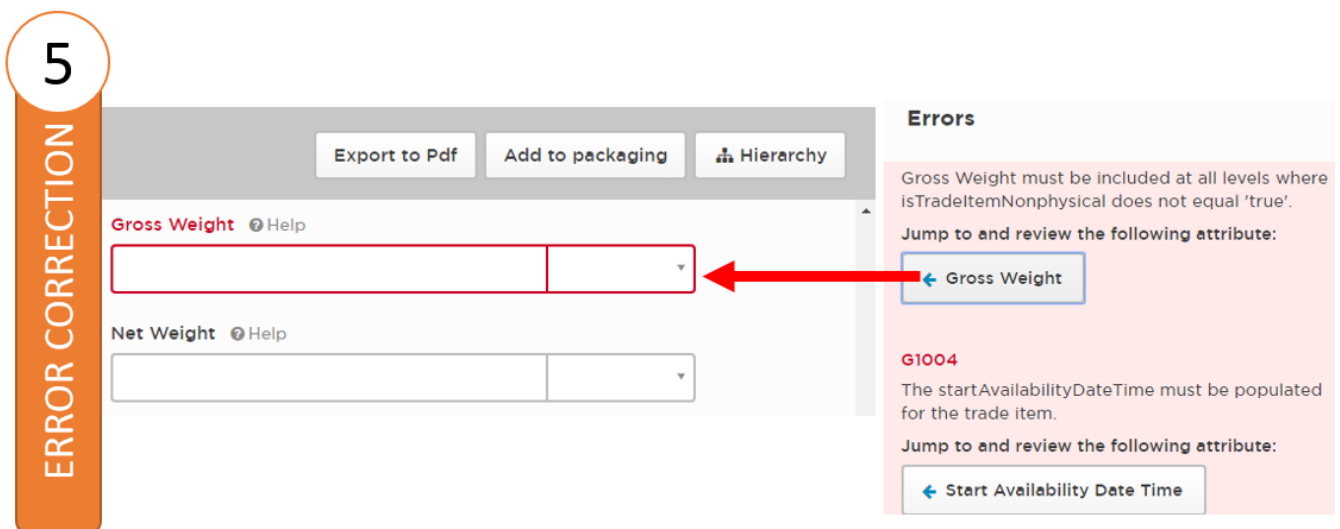 5
ERROR CORRECTION
Export to Pdf
Add to packaging
Hierarchy
Gross Weight Help
Net Weight Help
Errors
Gross Weight must be included at all levels where
isTradeItemNonphysical does not equal 'true'.
Jump to and review the following attribute:
Gross Weight
G1004
The startAvailabilityDateTime must be populated
for the trade item.
Jump to and review the following attribute:
Start Availability Date Time